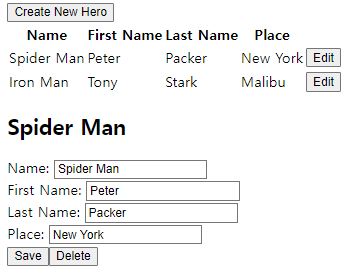 Create New Hero
Name First Name Last Name Place
Spider Man Peter Packer New York Edit
Iron Man Tony Stark Malibu Edit
Spider Man
Name: Spider Man
First Name: Peter
Last Name: Packer
Place: New York
Save Delete